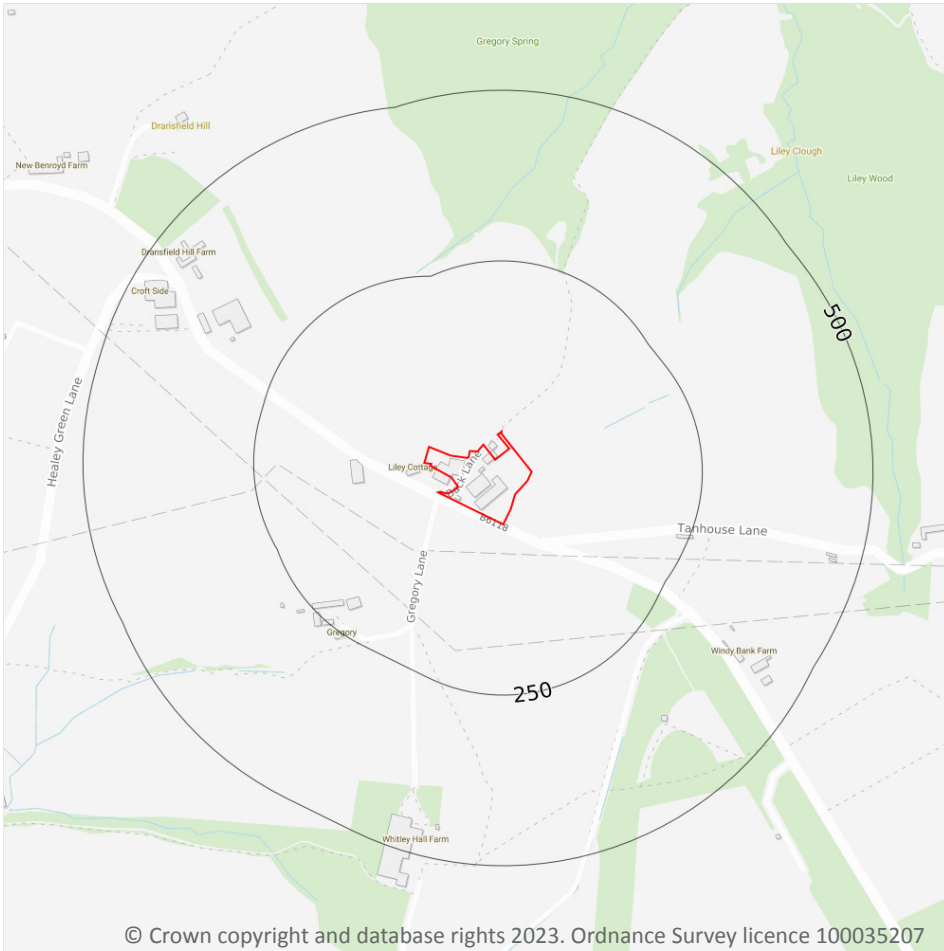 Gregory Spring
Dransfield Hill
Liley Clough
New Benroyd Farm
Liley Wood
Dransfield Hill Farm
Croft Side
500
Healey Green Lane
Liley Cottage
Back Lane
B6118
Tanhouse Lane
Gregory Lane
Gregory
Windy Bank Farm
250
Whitley Hall Farm
© Crown copyright and database rights 2023. Ordnance Survey licence 100035207